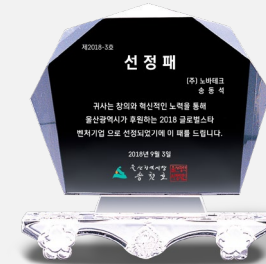 제2018-3호
선 정 패
(주) 노바테크
송 동 석
귀사는 창의와 혁신적인 노력을 통해
울산광역시가 후원하는 2018 글로벌스타
벤처기업 으로 선정되었기에 이 패를 드립니다.
2018년 9월 3일
울산광역시장
송철호